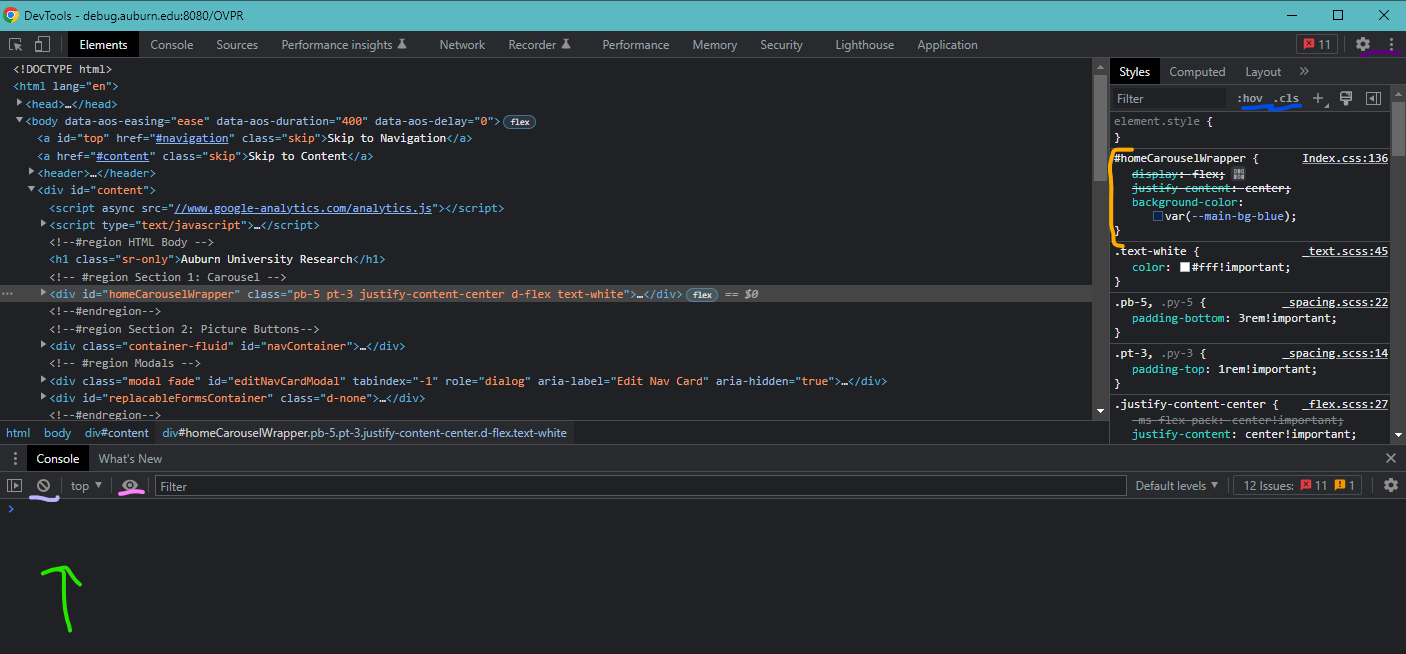 DevTools - debug.auburn.edu:8080/OVPR
Elements Console Sources Performance insights Network Recorder Performance Memory Security Lighthouse Application 11
<!DOCTYPE html>
<html lang="en">
<head>…</head>
<body data-aos-easing="ease" data-aos-duration="400" data-aos-delay="0"> flex
<a id="top" href="#navigation" class="skip">Skip to Navigation</a>
<a href="#content" class="skip">Skip to Content</a>
<header>…</header>
<div id="content">
<script async src="//www.google-analytics.com/analytics.js"></script>
<script type="text/javascript">…</script>
<!--#region HTML Body -->
<h1 class="sr-only">Auburn University Research</h1>
<!-- #region Section 1: Carousel -->
<div id="homeCarouselWrapper" class="pb-5 pt-3 justify-content-center d-flex text-white">…</div> flex == $0
<!--#endregion-->
<!--#region Section 2: Picture Buttons-->
<div class="container-fluid" id="navContainer">…</div>
<!-- #region Modals -->
<div class="modal fade" id="editNavCardModal" tabindex="-1" role="dialog" aria-label="Edit Nav Card" aria-hidden="true">…</div>
<div id="replacableFormsContainer" class="d-none">…</div>
<!--#endregion-->
html body div#content div#homeCarouselWrapper.pb-5.pt-3.justify-content-center.d-flex.text-white
Styles Computed Layout »
Filter :hov .cls +
element.style {
}
#homeCarouselWrapper { Index.css:136
display: flex;
justify-content: center;
background-color:
var(--main-bg-blue);
}
.text-white { _text.scss:45
color: #fff!important;
}
.pb-5, .py-5 { _spacing.scss:22
padding-bottom: 3rem!important;
}
.pt-3, .py-3 { _spacing.scss:14
padding-top: 1rem!important;
}
.justify-content-center { _flex.scss:27
-ms-flex-pack: center!important;
justify-content: center!important;
Console What's New
top Filter Default levels 12 Issues: 11 1